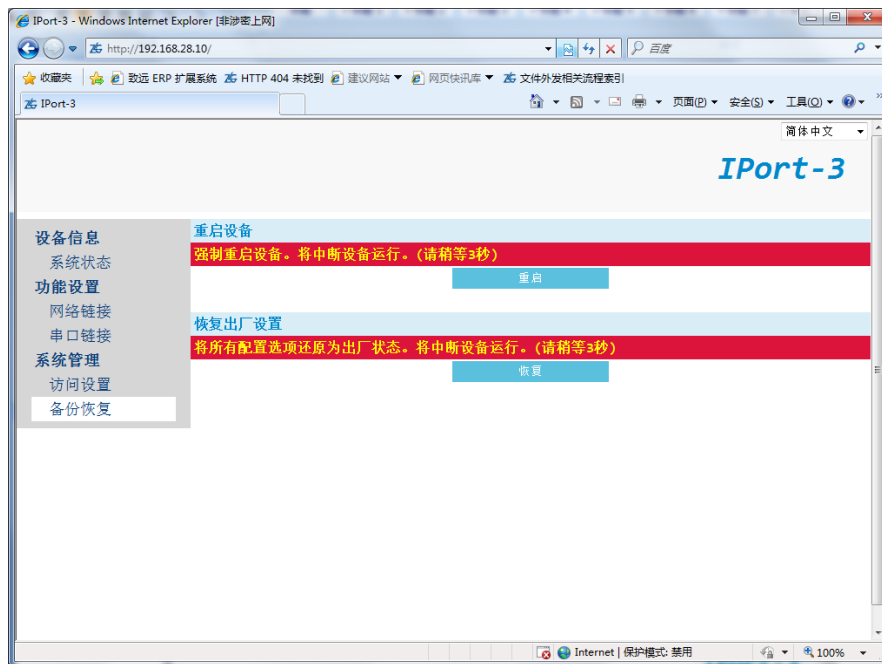 IPort-3 - Windows Internet Explorer [非涉密上网]
http://192.168.28.10/
百度
收藏夹 致远 ERP 扩展系统 HTTP 404 未找到 建议网站 网页快讯库 文件外发相关流程索引
IPort-3
页面(P) 安全(S) 工具(O)
简体中文
IPort-3
设备信息
系统状态
功能设置
网络链接
串口链接
系统管理
访问设置
备份恢复
重启设备
强制重启设备。将中断设备运行。(请稍等3秒)
重启
恢复出厂设置
将所有配置选项还原为出厂状态。将中断设备运行。(请稍等3秒)
恢复
Internet | 保护模式: 禁用
100%